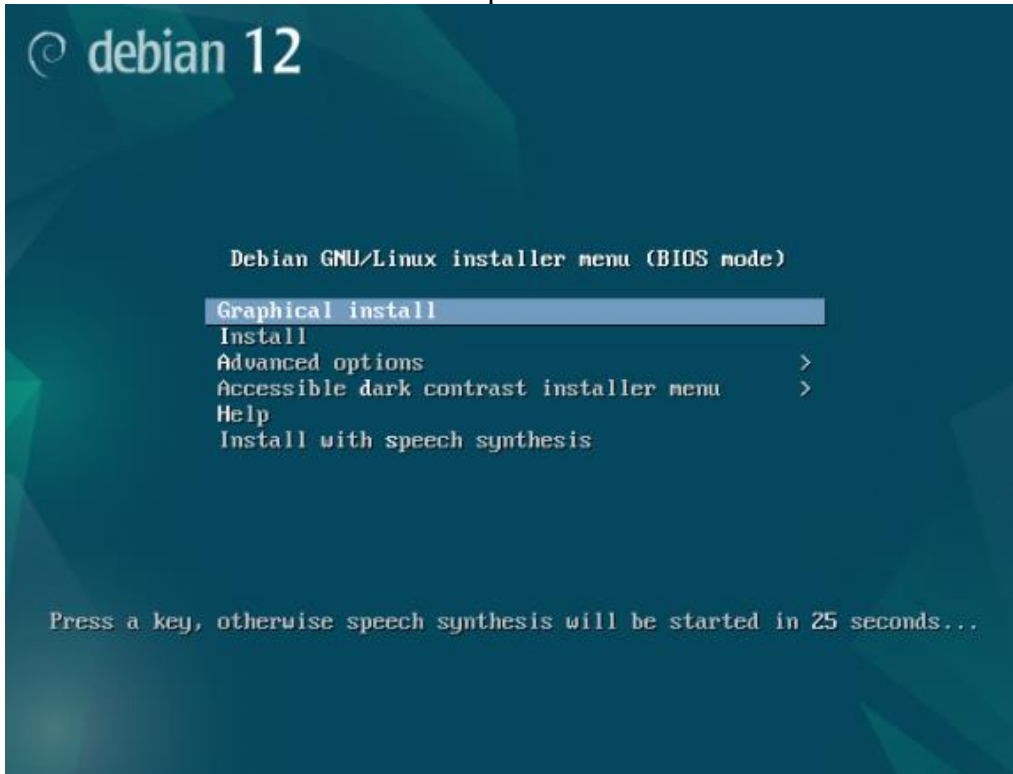 debian 12
Debian GNU/Linux installer menu (BIOS mode)
Graphical install
Install
Advanced options >
Accessible dark contrast installer menu >
Help
Install with speech synthesis
Press a key, otherwise speech synthesis will be started in 25 seconds...